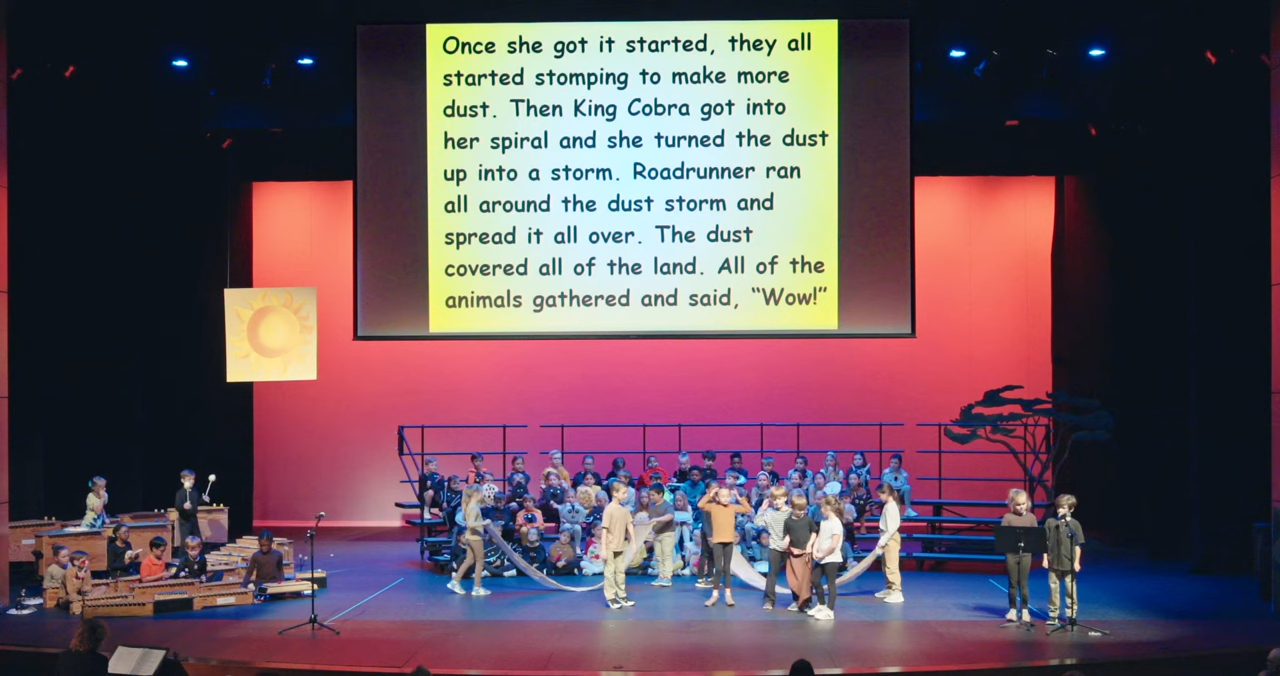 Once she got it started, they all
started stomping to make more
dust. Then King Cobra got into
her spiral and she turned the dust
up into a storm. Roadrunner ran
all around the dust storm and
spread it all over. The dust
covered all of the land. All of the
animals gathered and said, “Wow!”